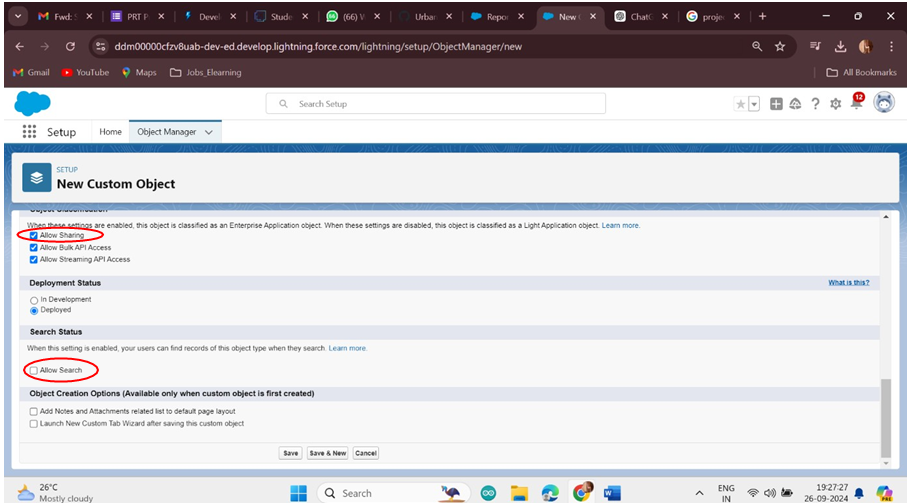 Fwd: S
PRT P
Devel
Stude
(66) W
Urban
Repor
New C
ChatG
proje
ddm00000cfzv8uab-dev-ed.develop.lightning.force.com/lightning/setup/ObjectManager/new
Gmail
YouTube
Maps
Jobs_Elearning
All Bookmarks
Search Setup
12
Setup
Home
Object Manager
SETUP
New Custom Object
Object Classification
When these settings are enabled, this object is classified as an Enterprise Application object. When these settings are disabled, this object is classified as a Light Application object. Learn more.
Allow Sharing
Allow Bulk API Access
Allow Streaming API Access
Deployment Status
What is this?
In Development
Deployed
Search Status
When this setting is enabled, your users can find records of this object type when they search. Learn more.
Allow Search
Object Creation Options (Available only when custom object is first created)
Add Notes and Attachments related list to default page layout
Launch New Custom Tab Wizard after saving this custom object
Save
Save & New
Cancel
26°C
Mostly cloudy
Search
ENG
IN
19:27:27
26-09-2024
PRE